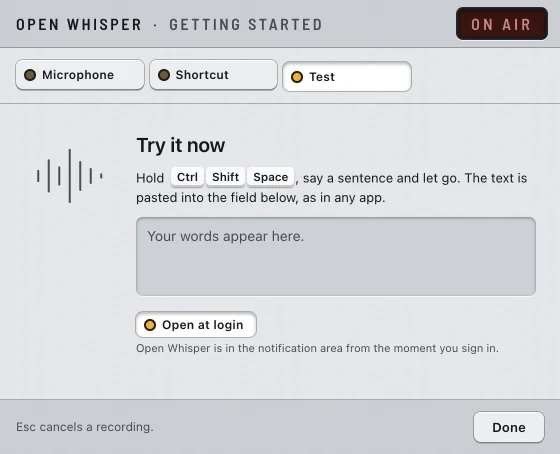 OPEN WHISPER · GETTING STARTED
ON AIR
Microphone
Shortcut
Test
Try it now
Hold Ctrl Shift Space, say a sentence and let go. The text is
pasted into the field below, as in any app.
Your words appear here.
Open at login
Open Whisper is in the notification area from the moment you sign in.
Esc cancels a recording.
Done